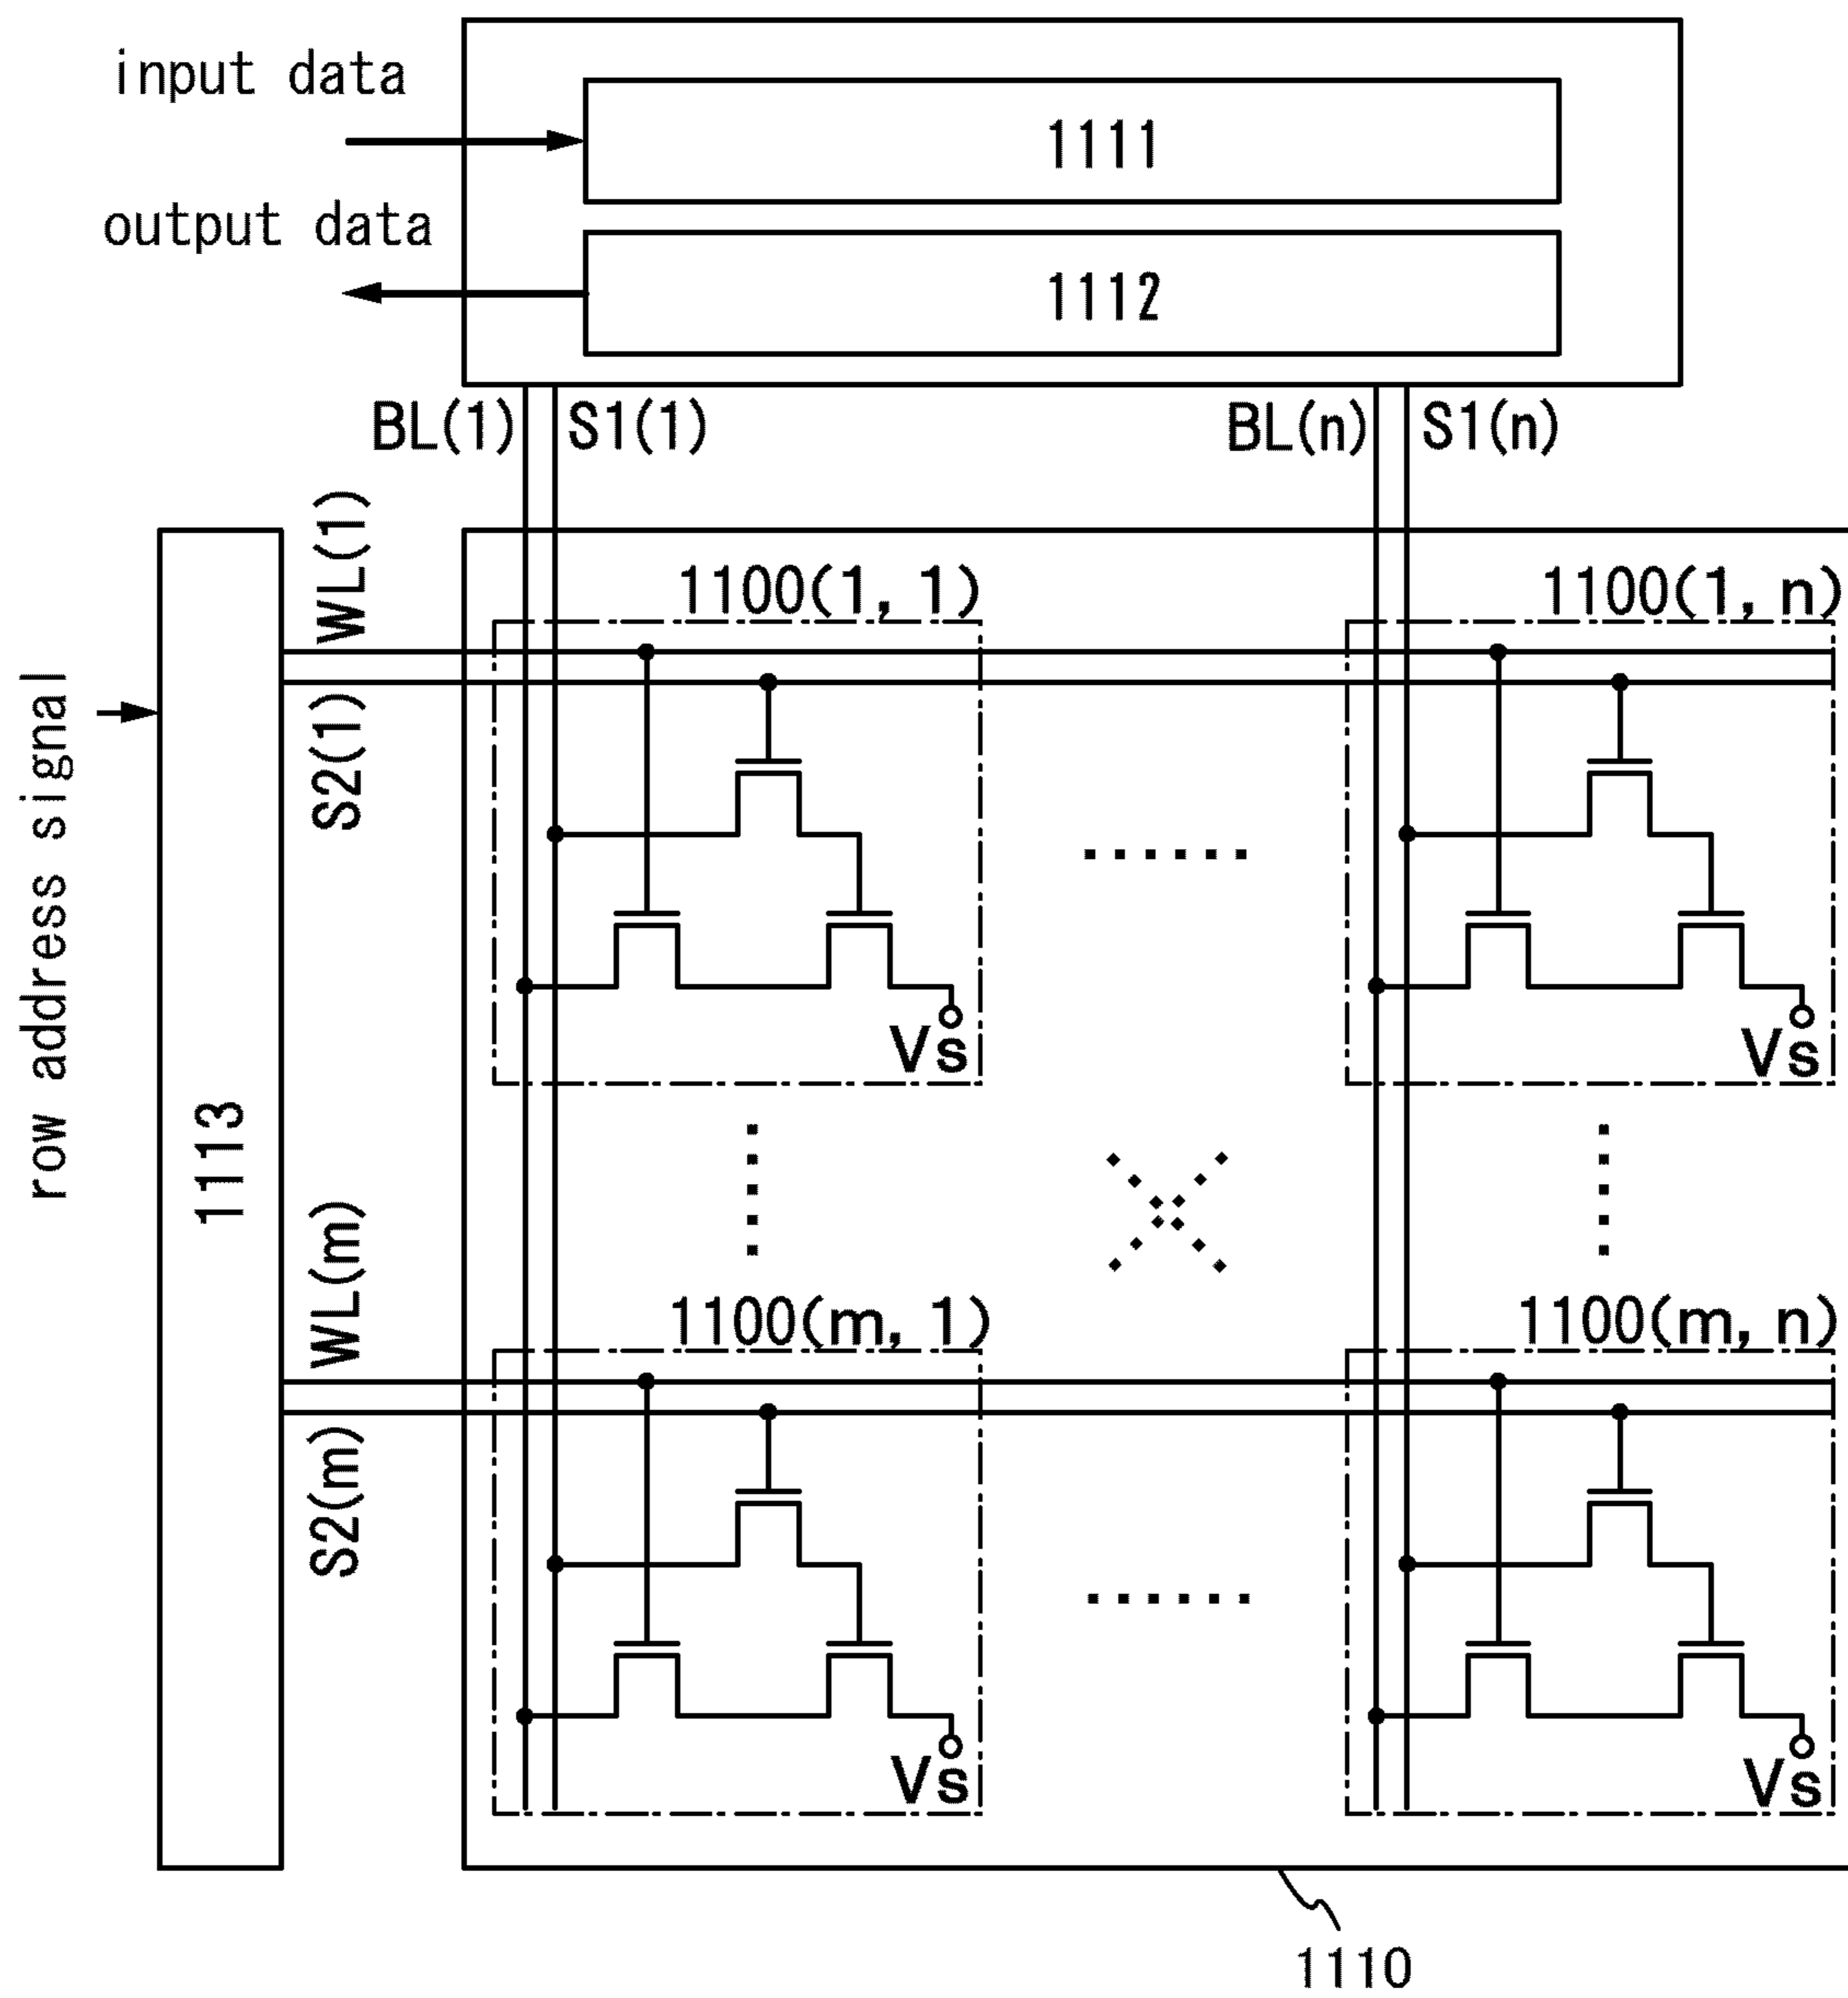 input data
1111
output data
1112
BL(1)
S1(1)
BL(n)
S1(n)
WL(1)
1100(1, 1)
1100(1, n)
S2(1)
row address signal
Vs
Vs
1113
WL(m)
1100(m, 1)
1100(m, n)
S2(m)
Vs
Vs
1110